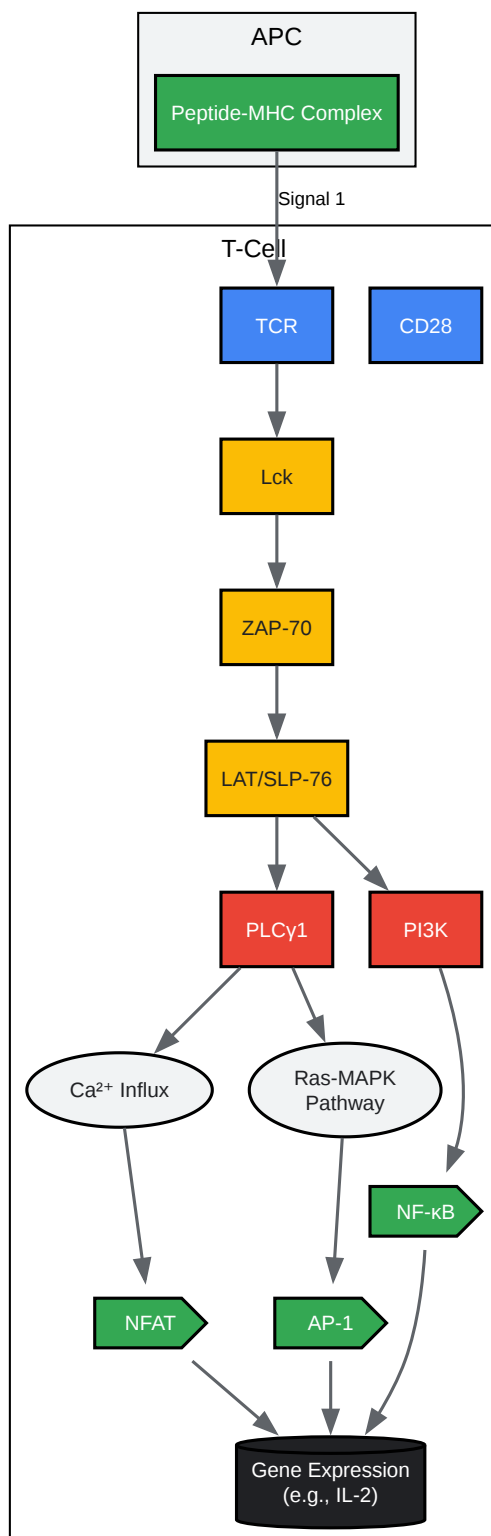 APC
Peptide-MHC Complex
Signal 1
T-Cell
TCR
CD28
Lck
ZAP-70
LAT/SLP-76
PLCγ1
PI3K
Ca²⁺ Influx
Ras-MAPK
Pathway
NF-κB
NFAT
AP-1
Gene Expression
(e.g., IL-2)